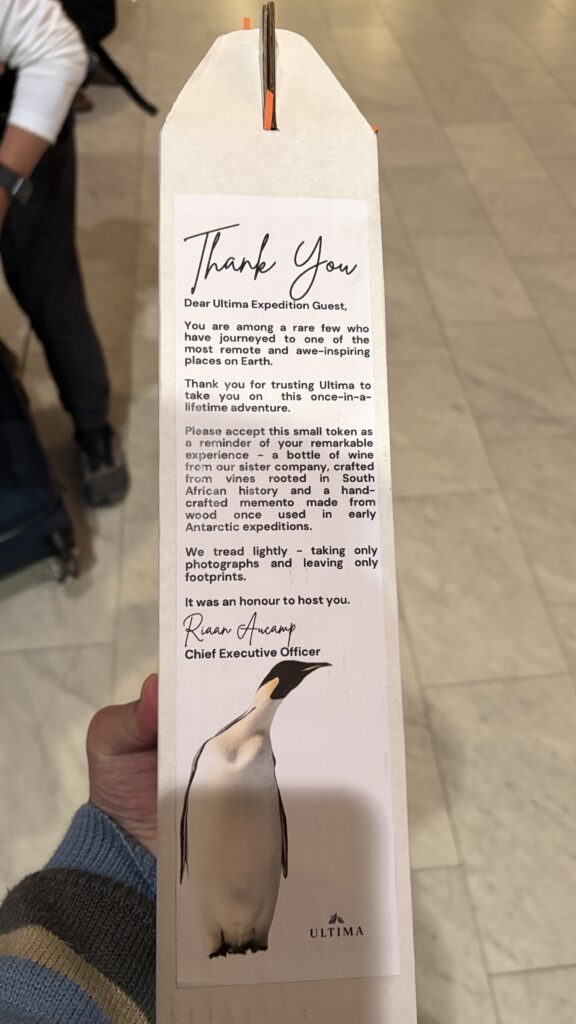 Thank You
Dear Ultima Expedition Guest,
You are among a rare few who
have journeyed to one of the
most remote and awe-inspiring
places on Earth.
Thank you for trusting Ultima to
take you on this once-in-a-
lifetime adventure.
Please accept this small token as
a reminder of your remarkable
experience - a bottle of wine
from our sister company, crafted
from vines rooted in South
African history and a hand-
crafted memento made from
wood once used in early
Antarctic expeditions.
We tread lightly - taking only
photographs and leaving only
footprints.
It was an honour to host you.
Riaan Aucamp
Chief Executive Officer
ULTIMA